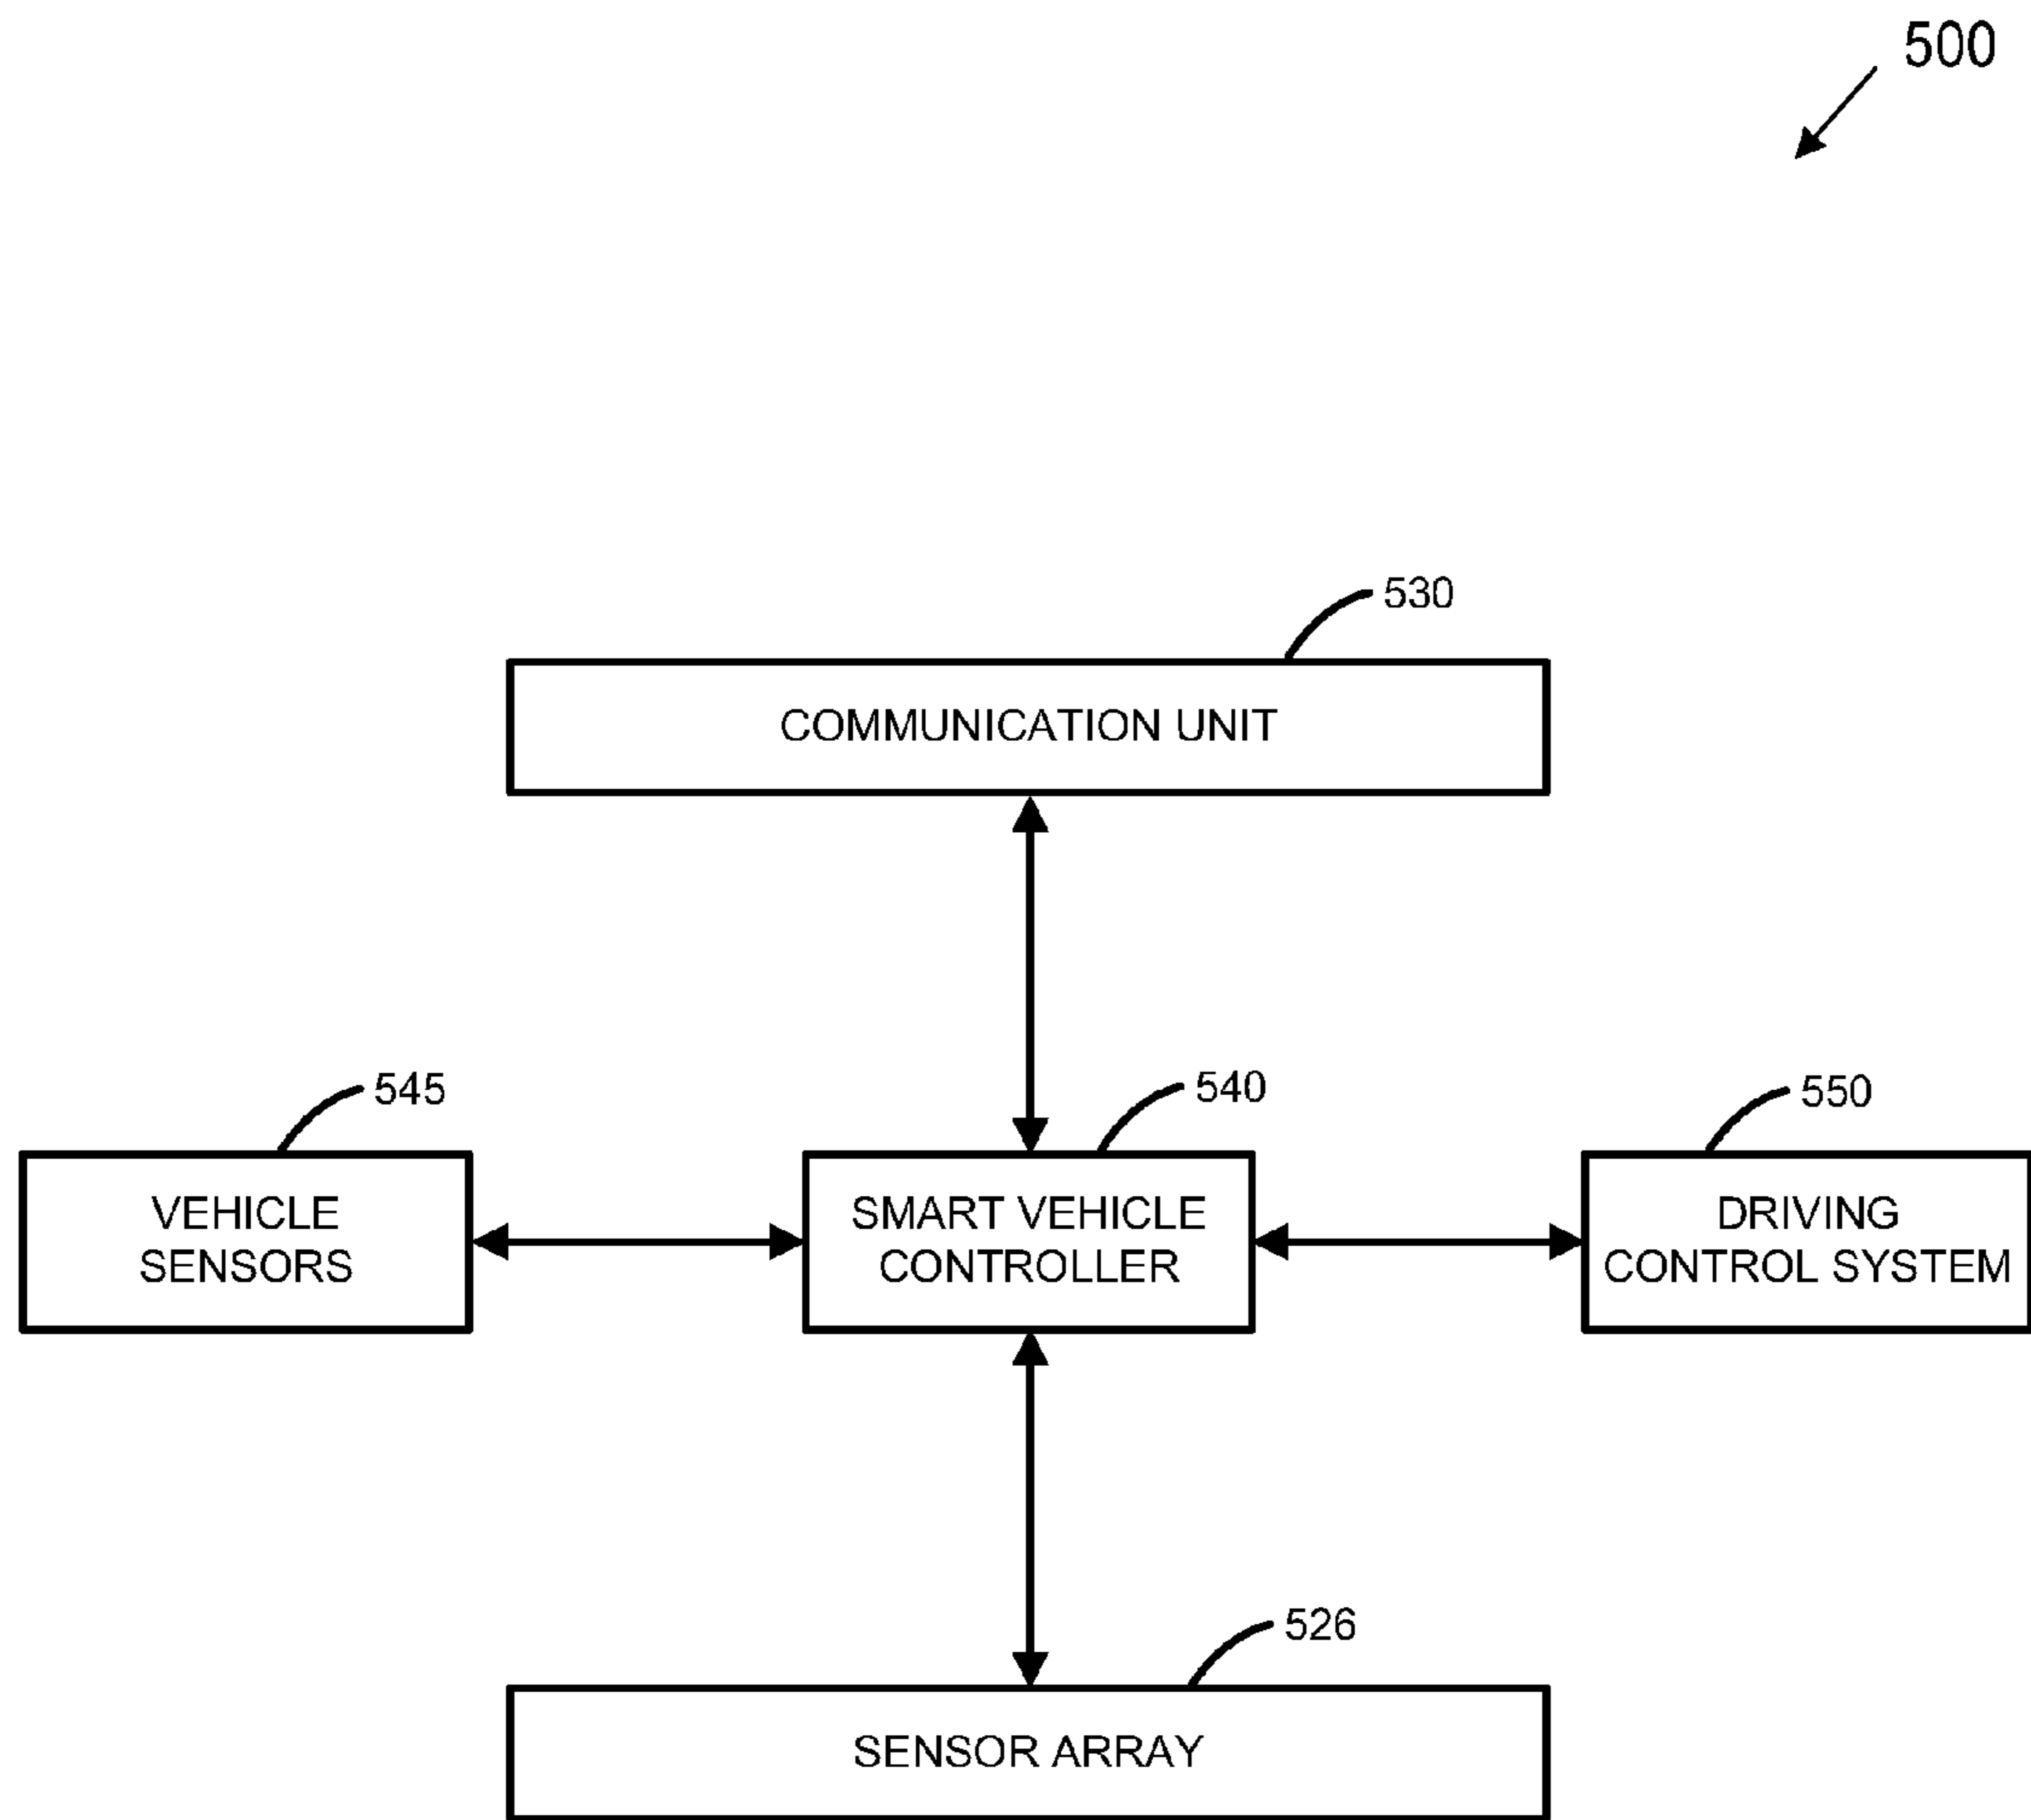 500
530
COMMUNICATION UNIT
545
540
550
VEHICLE
SENSORS
SMART VEHICLE
CONTROLLER
DRIVING
CONTROL SYSTEM
526
SENSOR ARRAY